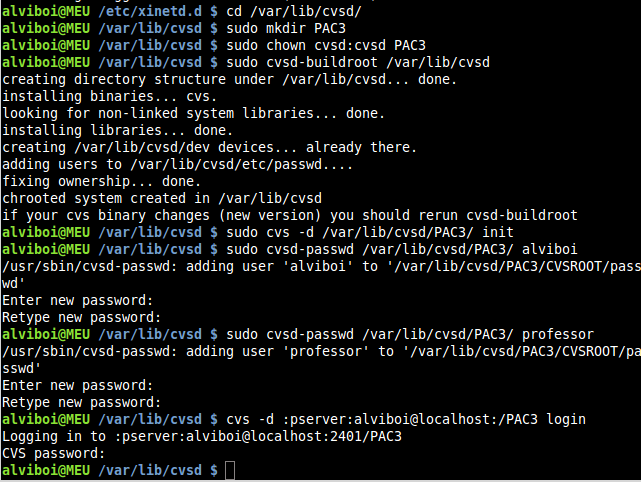 alviboi@MEU /etc/xinetd.d $ cd /var/lib/cvsd/
alviboi@MEU /var/lib/cvsd $ sudo mkdir PAC3
alviboi@MEU /var/lib/cvsd $ sudo chown cvsd:cvsd PAC3
alviboi@MEU /var/lib/cvsd $ sudo cvsd-buildroot /var/lib/cvsd
creating directory structure under /var/lib/cvsd... done.
installing binaries... cvs.
looking for non-linked system libraries... done.
installing libraries... done.
creating /var/lib/cvsd/dev devices... already there.
adding users to /var/lib/cvsd/etc/passwd....
fixing ownership... done.
chrooted system created in /var/lib/cvsd
if your cvs binary changes (new version) you should rerun cvsd-buildroot
alviboi@MEU /var/lib/cvsd $ sudo cvs -d /var/lib/cvsd/PAC3/ init
alviboi@MEU /var/lib/cvsd $ sudo cvsd-passwd /var/lib/cvsd/PAC3/ alviboi
/usr/sbin/cvsd-passwd: adding user 'alviboi' to '/var/lib/cvsd/PAC3/CVSROOT/pass
wd'
Enter new password:
Retype new password:
alviboi@MEU /var/lib/cvsd $ sudo cvsd-passwd /var/lib/cvsd/PAC3/ professor
/usr/sbin/cvsd-passwd: adding user 'professor' to '/var/lib/cvsd/PAC3/CVSROOT/pa
sswd'
Enter new password:
Retype new password:
alviboi@MEU /var/lib/cvsd $ cvs -d :pserver:alviboi@localhost:/PAC3 login
Logging in to :pserver:alviboi@localhost:2401/PAC3
CVS password:
alviboi@MEU /var/lib/cvsd $